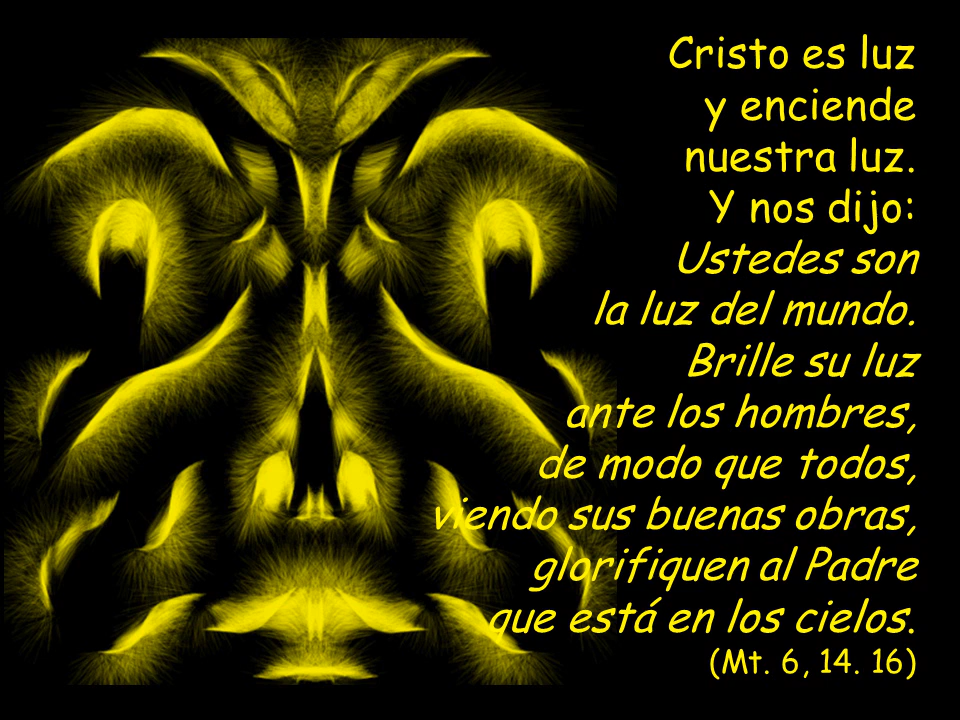 Cristo es luz
y enciende
nuestra luz.
Y nos dijo:
Ustedes son
la luz del mundo.
Brille su luz
ante los hombres,
de modo que todos,
viendo sus buenas obras,
glorifiquen al Padre
que está en los cielos.
(Mt. 6, 14. 16)